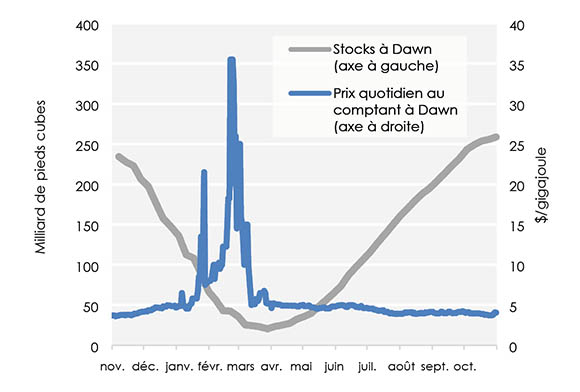 400
350
300
250
200
150
100
50
0
Milliard de pieds cubes
Stocks à Dawn
(axe à gauche)
Prix quotidien au
comptant à Dawn
(axe à droite)
40
35
30
25
20
15
10
5
0
$/gigajoule
nov. déc. janv. févr. mars avr. mai juin juil. août sept. oct.